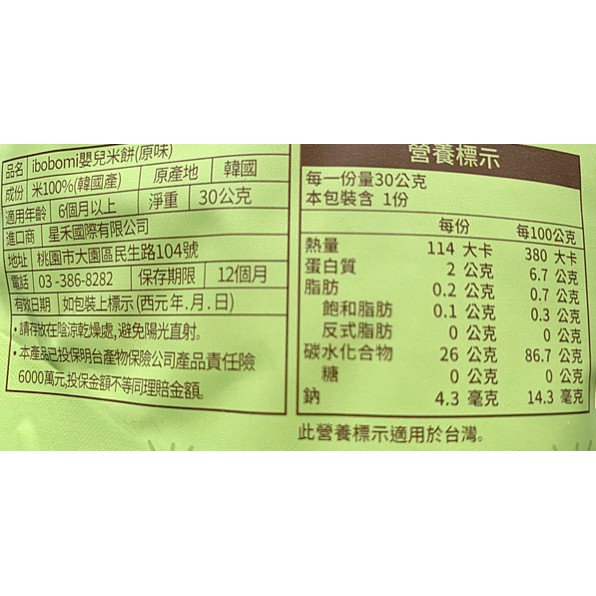 品名 ibobomi嬰兒米餅(原味)
成份 米100%(韓國產) 原產地 韓國
適用年齡 6個月以上 淨重 30公克
進口商 星禾國際有限公司
地址 桃園市大園區民生路104號
電話 03-386-8282 保存期限 12個月
有效日期 如包裝上標示(西元年.月.日)
•請存放在陰涼乾燥處,避免陽光直射。
•本產品已投保明台產物保險公司產品責任險
6000萬元,投保金額不等同理賠金額。
營養標示
每一份量30公克
本包裝含 1份
每份 每100公克
熱量 114 大卡 380 大卡
蛋白質 2 公克 6.7 公克
脂肪 0.2 公克 0.7 公克
飽和脂肪 0.1 公克 0.3 公克
反式脂肪 0 公克 0 公克
碳水化合物 26 公克 86.7 公克
糖 0 公克 0 公克
鈉 4.3 毫克 14.3 毫克
此營養標示適用於台灣。